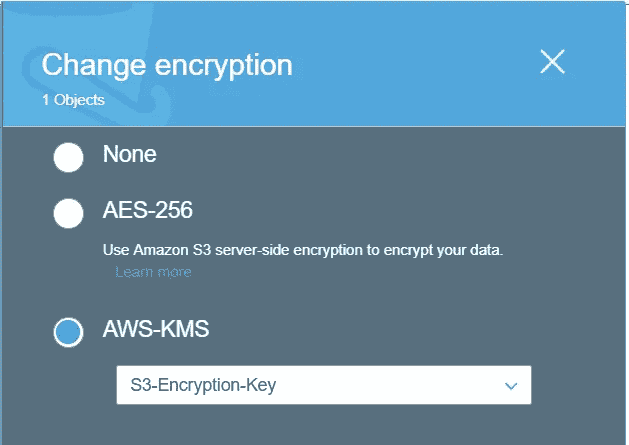 Change encryption
1 Objects
None
AES-256
Use Amazon S3 server-side encryption to encrypt your data.
Learn more
AWS-KMS
S3-Encryption-Key